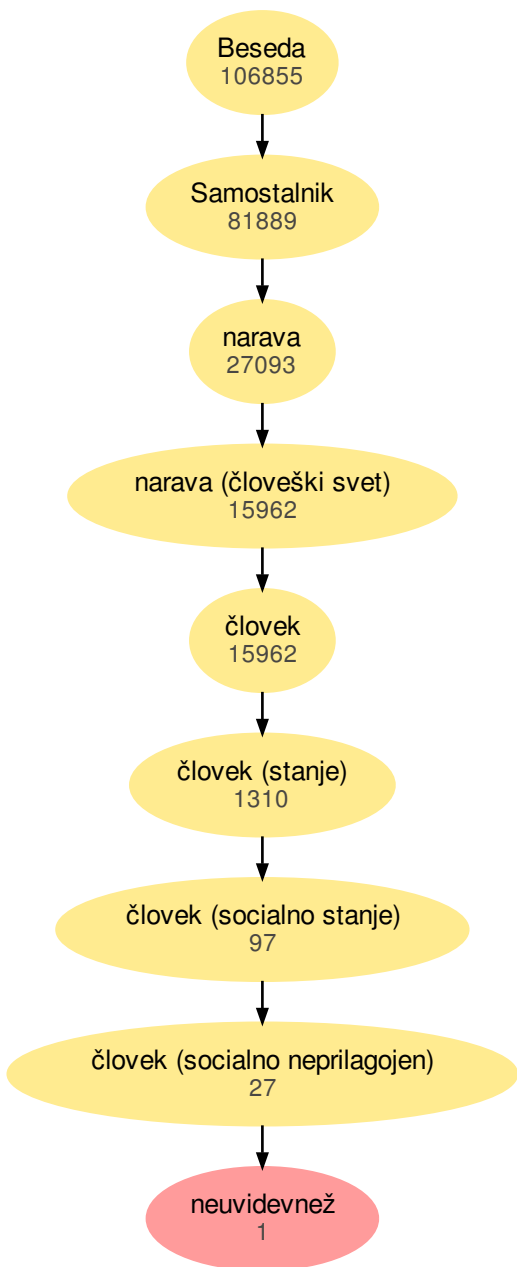 Beseda
106855
Samostalnik
81889
narava
27093
narava (človeški svet)
15962
človek
15962
človek (stanje)
1310
človek (socialno stanje)
97
človek (socialno neprilagojen)
27
neuvidevnež
1